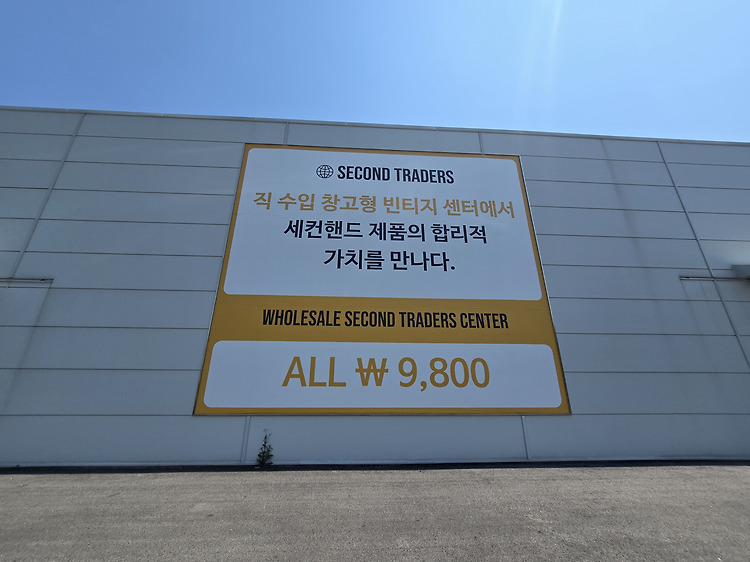 SECOND TRADERS
직 수입 창고형 빈티지 센터에서
세컨핸드 제품의 합리적
가치를 만나다.
WHOLESALE SECOND TRADERS CENTER
ALL ₩ 9,800